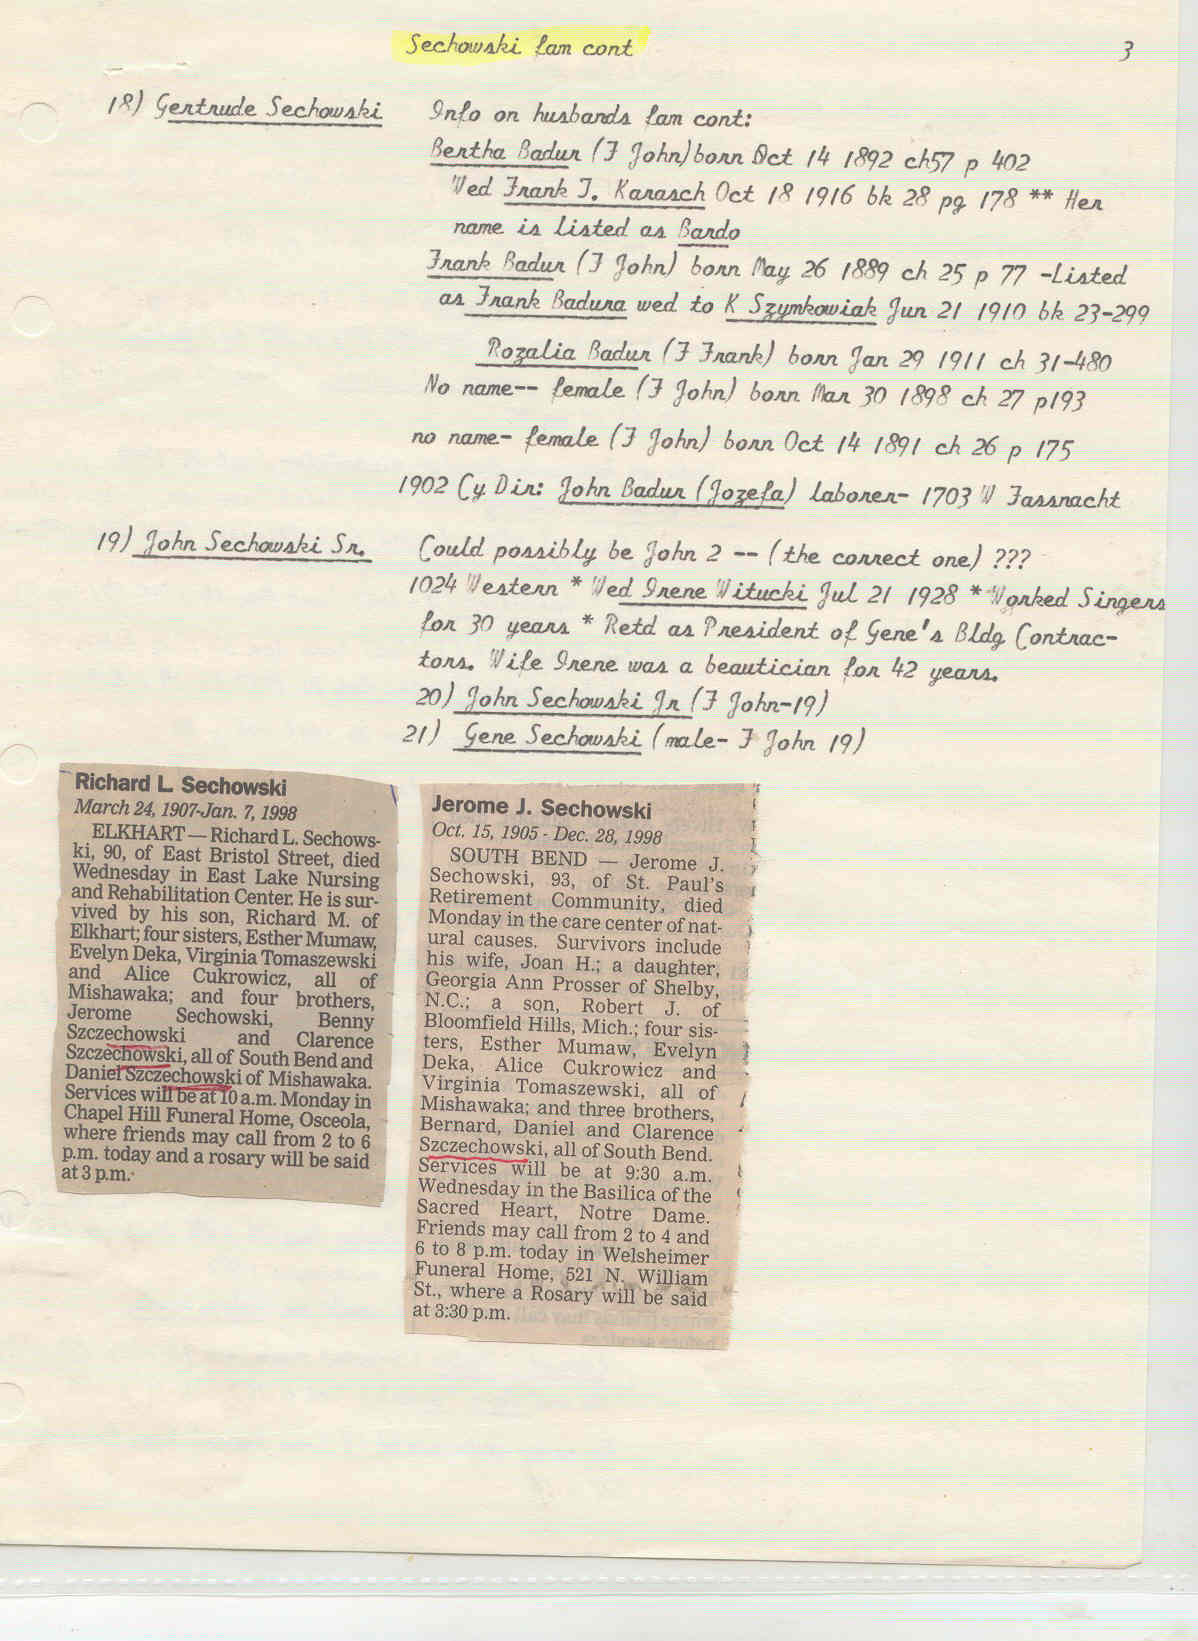 Sechowski fam cont
3
18) Gertrude Sechowski
Info on husbands fam cont:
Bertha Badur (F John)born Oct 14 1892 ch57 p 402
Wed Frank T. Karasch Oct 18 1916 bk 28 pg 178 ** Her
name is listed as Bardo
Frank Badur (F John) born May 26 1889 ch 25 p 77 -Listed
as Frank Badura wed to K Szymkowiak Jun 21 1910 bk 23-299
Rozalia Badur (F Frank) born Jan 29 1911 ch 31-480
No name-- female (F John) born Mar 30 1898 ch 27 p193
no name- female (F John) born Oct 14 1891 ch 26 p 175
1902 Cy Dir: John Badur (Jozefa) laborer- 1703 W Fassnacht
19) John Sechowski Sr.
Could possibly be John 2 -- (the correct one) ???
1024 Western * Wed Irene Witucki Jul 21 1928 * Worked Singers
for 30 years * Retd as President of Gene's Bldg Contrac-
tors. Wife Irene was a beautician for 42 years.
20) John Sechowski Jr (F John-19)
21) Gene Sechowski (male- F John 19)
Richard L. Sechowski
March 24, 1907-Jan. 7, 1998
ELKHART — Richard L. Sechows-
ki, 90, of East Bristol Street, died
Wednesday in East Lake Nursing
and Rehabilitation Center. He is sur-
vived by his son, Richard M. of
Elkhart; four sisters, Esther Mumaw,
Evelyn Deka, Virginia Tomaszewski
and Alice Cukrowicz, all of
Mishawaka; and four brothers,
Jerome Sechowski, Benny
Szczechowski and Clarence
Szczechowski, all of South Bend and
Daniel Szczechowski of Mishawaka.
Services will be at 10 a.m. Monday in
Chapel Hill Funeral Home, Osceola,
where friends may call from 2 to 6
p.m. today and a rosary will be said
at 3 p.m.
Jerome J. Sechowski
Oct. 15, 1905 - Dec. 28, 1998
SOUTH BEND — Jerome J.
Sechowski, 93, of St. Paul's
Retirement Community, died
Monday in the care center of nat-
ural causes. Survivors include
his wife, Joan H.; a daughter,
Georgia Ann Prosser of Shelby,
N.C.; a son, Robert J. of
Bloomfield Hills, Mich.; four sis-
ters, Esther Mumaw, Evelyn
Deka, Alice Cukrowicz and
Virginia Tomaszewski, all of
Mishawaka; and three brothers,
Bernard, Daniel and Clarence
Szczechowski, all of South Bend.
Services will be at 9:30 a.m.
Wednesday in the Basilica of the
Sacred Heart, Notre Dame.
Friends may call from 2 to 4 and
6 to 8 p.m. today in Welsheimer
Funeral Home, 521 N. William
St., where a Rosary will be said
at 3:30 p.m.